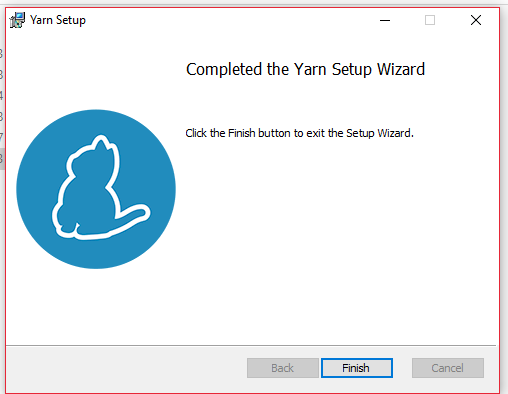 Yarn Setup
Completed the Yarn Setup Wizard
Click the Finish button to exit the Setup Wizard.
Back
Finish
Cancel